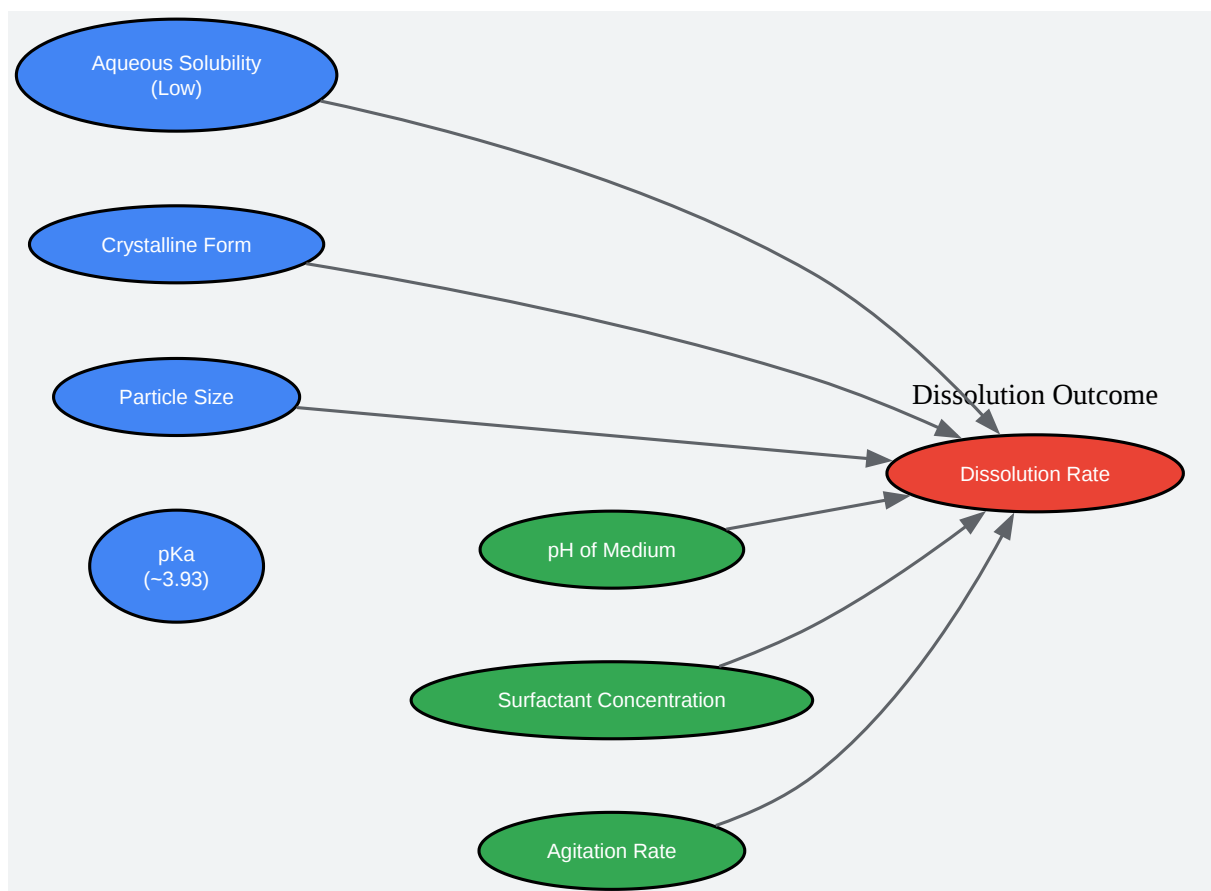 Aqueous Solubility
(Low)
Crystalline Form
Particle Size
Dissolution Outcome
Dissolution Rate
pKa
(~3.93)
pH of Medium
Surfactant Concentration
Agitation Rate